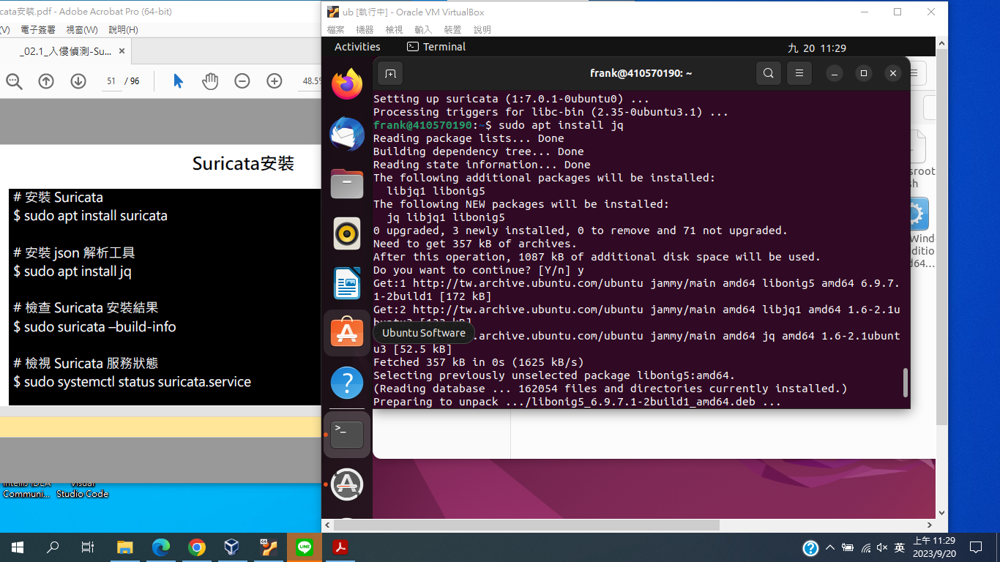 cata安裝.pdf - Adobe Acrobat Pro (64-bit)
(V) 電子簽署 視窗(W) 說明(H)
_02.1_入侵偵測-Su...
51 / 96
48.5%
Suricata安裝
# 安裝 Suricata
$ sudo apt install suricata
# 安裝 json 解析工具
$ sudo apt install jq
# 檢查 Suricata 安裝結果
$ sudo suricata –build-info
# 檢視 Suricata 服務狀態
$ sudo systemctl status suricata.service
IntelliJ IDEA
Communi...
Visual
Studio Code
ub [執行中] - Oracle VM VirtualBox
檔案 機器 檢視 輸入 裝置 說明
Activities Terminal 九 20 11:29
frank@410570190: ~
Setting up suricata (1:7.0.1-0ubuntu0) ...
Processing triggers for libc-bin (2.35-0ubuntu3.1) ...
frank@410570190:~$ sudo apt install jq
Reading package lists... Done
Building dependency tree... Done
Reading state information... Done
The following additional packages will be installed:
libjq1 libonig5
The following NEW packages will be installed:
jq libjq1 libonig5
0 upgraded, 3 newly installed, 0 to remove and 71 not upgraded.
Need to get 357 kB of archives.
After this operation, 1087 kB of additional disk space will be used.
Do you want to continue? [Y/n] y
Get:1 http://tw.archive.ubuntu.com/ubuntu jammy/main amd64 libonig5 amd64 6.9.7.
1-2build1 [172 kB]
Get:2 http://tw.archive.ubuntu.com/ubuntu jammy/main amd64 libjq1 amd64 1.6-2.1u
Ubuntu Software
.archive.ubuntu.com/ubuntu jammy/main amd64 jq amd64 1.6-2.1ubunt
u3 [52.5 kB]
Fetched 357 kB in 0s (1625 kB/s)
Selecting previously unselected package libonig5:amd64.
(Reading database ... 162054 files and directories currently installed.)
Preparing to unpack .../libonig5_6.9.7.1-2build1_amd64.deb ...
sroot
sh
Wind
ditio
d64...
英
上午 11:29
2023/9/20